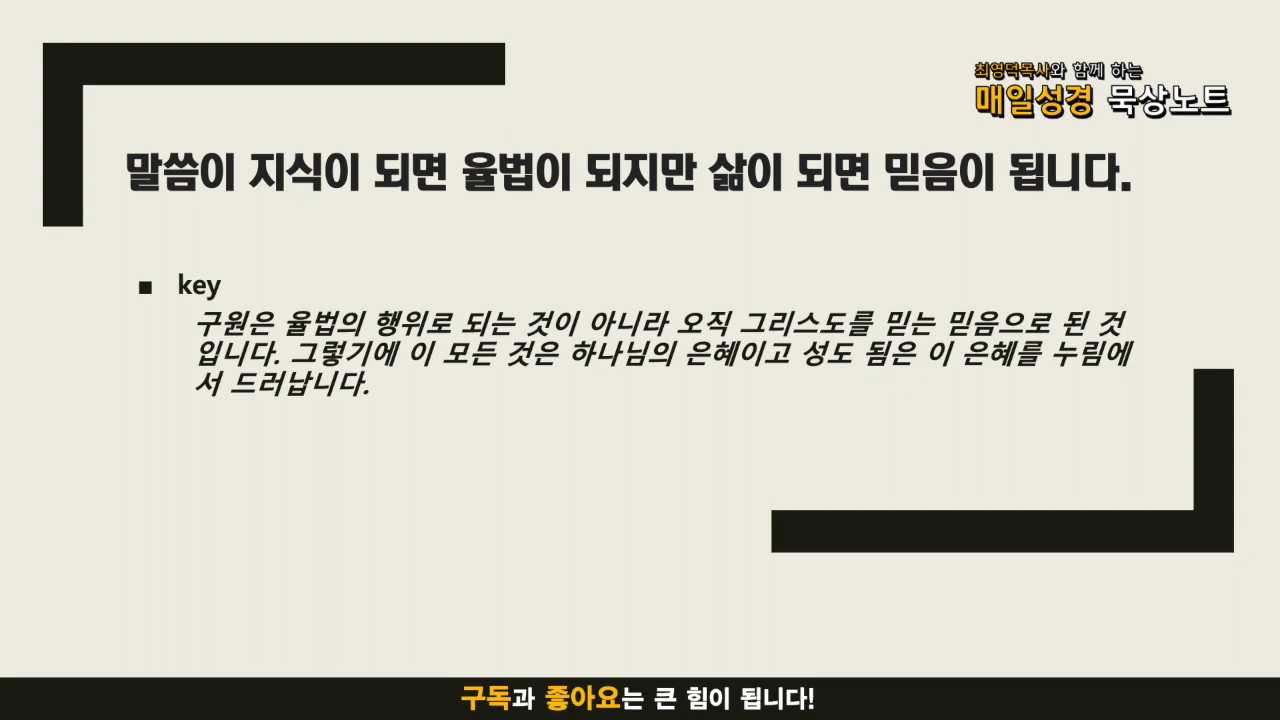 최영덕목사와 함께 하는
매일성경 묵상노트
말씀이 지식이 되면 율법이 되지만 삶이 되면 믿음이 됩니다.
■ key
구원은 율법의 행위로 되는 것이 아니라 오직 그리스도를 믿는 믿음으로 된 것
입니다. 그렇기에 이 모든 것은 하나님의 은혜이고 성도 됨은 이 은혜를 누림에
서 드러납니다.
구독과 좋아요는 큰 힘이 됩니다!